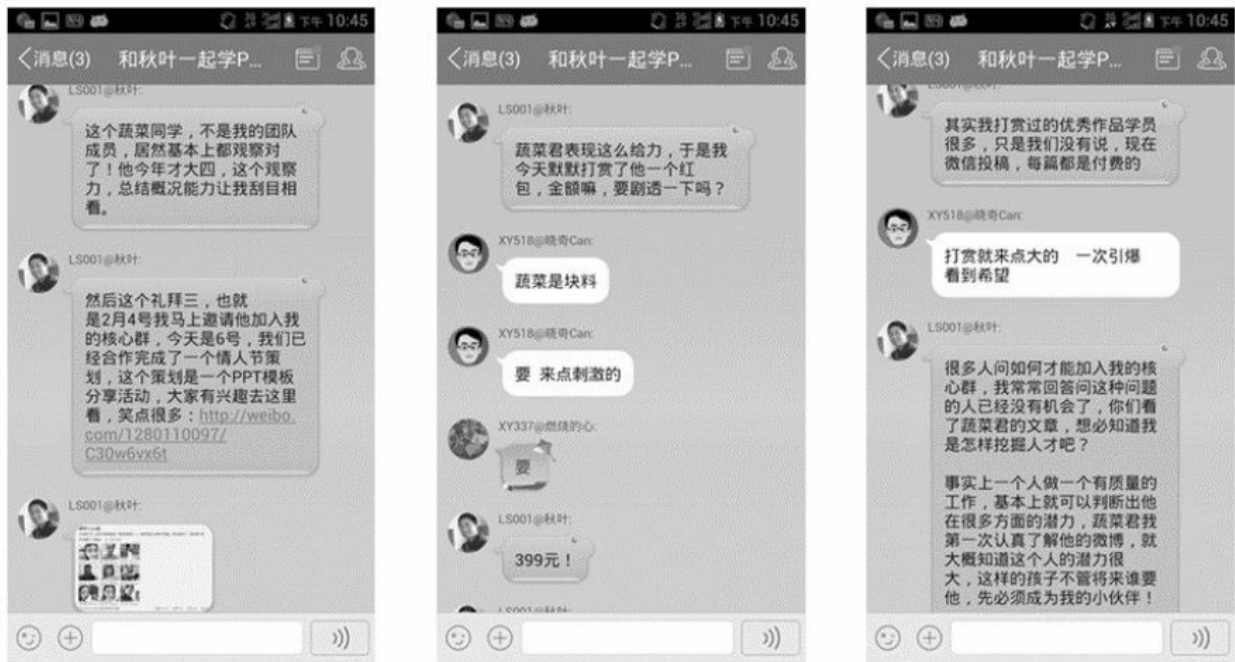 下午 10:45
消息(3)
和秋叶一起学P...
LS001@秋叶:
这个蔬菜同学，不是我的团队
成员，居然基本上都观察对
了！他今年才大四，这个观察
力，总结概况能力让我刮目相
看。
LS001@秋叶:
然后这个礼拜三，也就
是2月4号我马上邀请他加入我
的核心群，今天是6号，我们已
经合作完成了一个情人节策
划，这个策划是一个PPT模板
分享活动，大家有兴趣去这里
看，笑点很多：http://weibo.
com/1280110097/
C30w6vx6t
LS001@秋叶:
下午 10:45
消息(3)
和秋叶一起学P...
LS001@秋叶:
蔬菜君表现这么给力，于是我
今天默默打赏了他一个红
包，金额嘛，要剧透一下吗？
XY518@晓奇Can:
蔬菜是块料
XY518@晓奇Can:
要 来点刺激的
XY337@燃烧的心:
要
LS001@秋叶:
399元！
LS001@秋叶:
下午 10:45
消息(3)
和秋叶一起学P...
LS001@秋叶:
其实我打赏过的优秀作品学员
很多，只是我们没有说，现在
微信投稿，每篇都是付费的
XY518@晓奇Can:
打赏就来点大的 一次引爆
看到希望
LS001@秋叶:
很多人问如何才能加入我的核
心群，我常常回答问这种问题
的人已经没有机会了，你们看
了蔬菜君的文章，想必知道我
是怎样挖掘人才吧？
事实上一个人做一个有质量的
工作，基本上就可以判断出他
在很多方面的潜力，蔬菜君我
第一次认真了解他的微博，就
大概知道这个人的潜力很
大，这样的孩子不管将来谁要
他，先必须成为我的小伙伴！